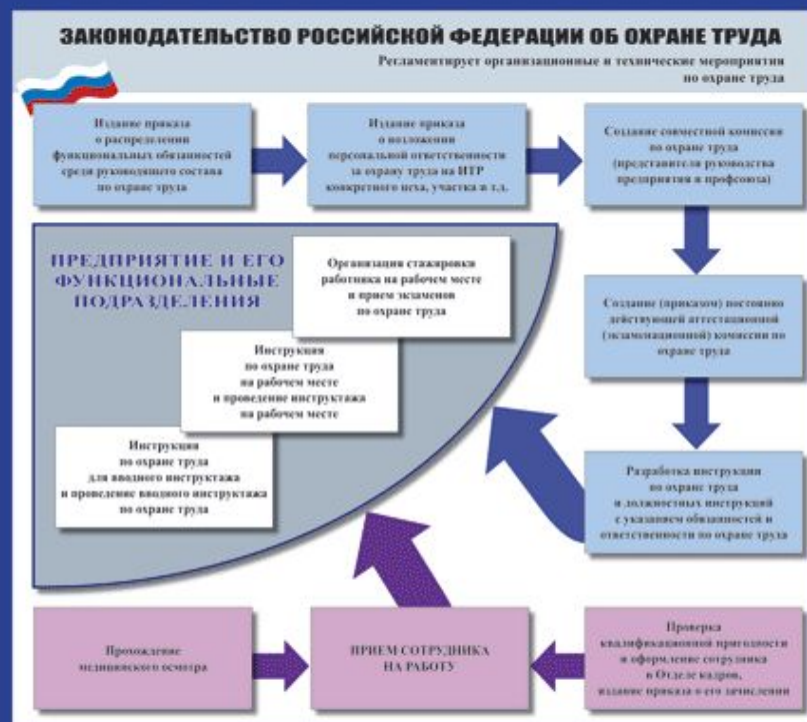 ЗАКОНОДАТЕЛЬСТВО РОССИЙСКОЙ ФЕДЕРАЦИИ ОБ ОХРАНЕ ТРУДА
Регламентирует организационные и технические мероприятия
по охране труда
Издание приказа
о распределении
функциональных обязанностей
среди руководящего состава
по охране труда
Издание приказа
о возложении
персональной ответственности
за охрану труда на ИТР
конкретного цеха, участка и т.д.
Создание совместной комиссии
по охране труда
(представители руководства
предприятия и профсоюза)
ПРЕДПРИЯТИЕ И ЕГО
ФУНКЦИОНАЛЬНЫЕ
ПОДРАЗДЕЛЕНИЯ
Организация стажировки
работника на рабочем месте
и прием экзаменов
по охране труда
Создание (приказом) постоянно
действующей аттестационной
(экзаменационной) комиссии по
охране труда
Инструкция
по охране труда
на рабочем месте
и проведение инструктажа
на рабочем месте
Инструкция
по охране труда
для вводного инструктажа
и проведение вводного инструктажа
по охране труда
Разработка инструкции
по охране труда
и должностных инструкций
с указанием обязанностей и
ответственности по охране труда
Прохождение
медицинского осмотра
ПРИЕМ СОТРУДНИКА
НА РАБОТУ
Проверка
квалификационной пригодности
и оформление сотрудника
в Отделе кадров,
издание приказа о его зачислении